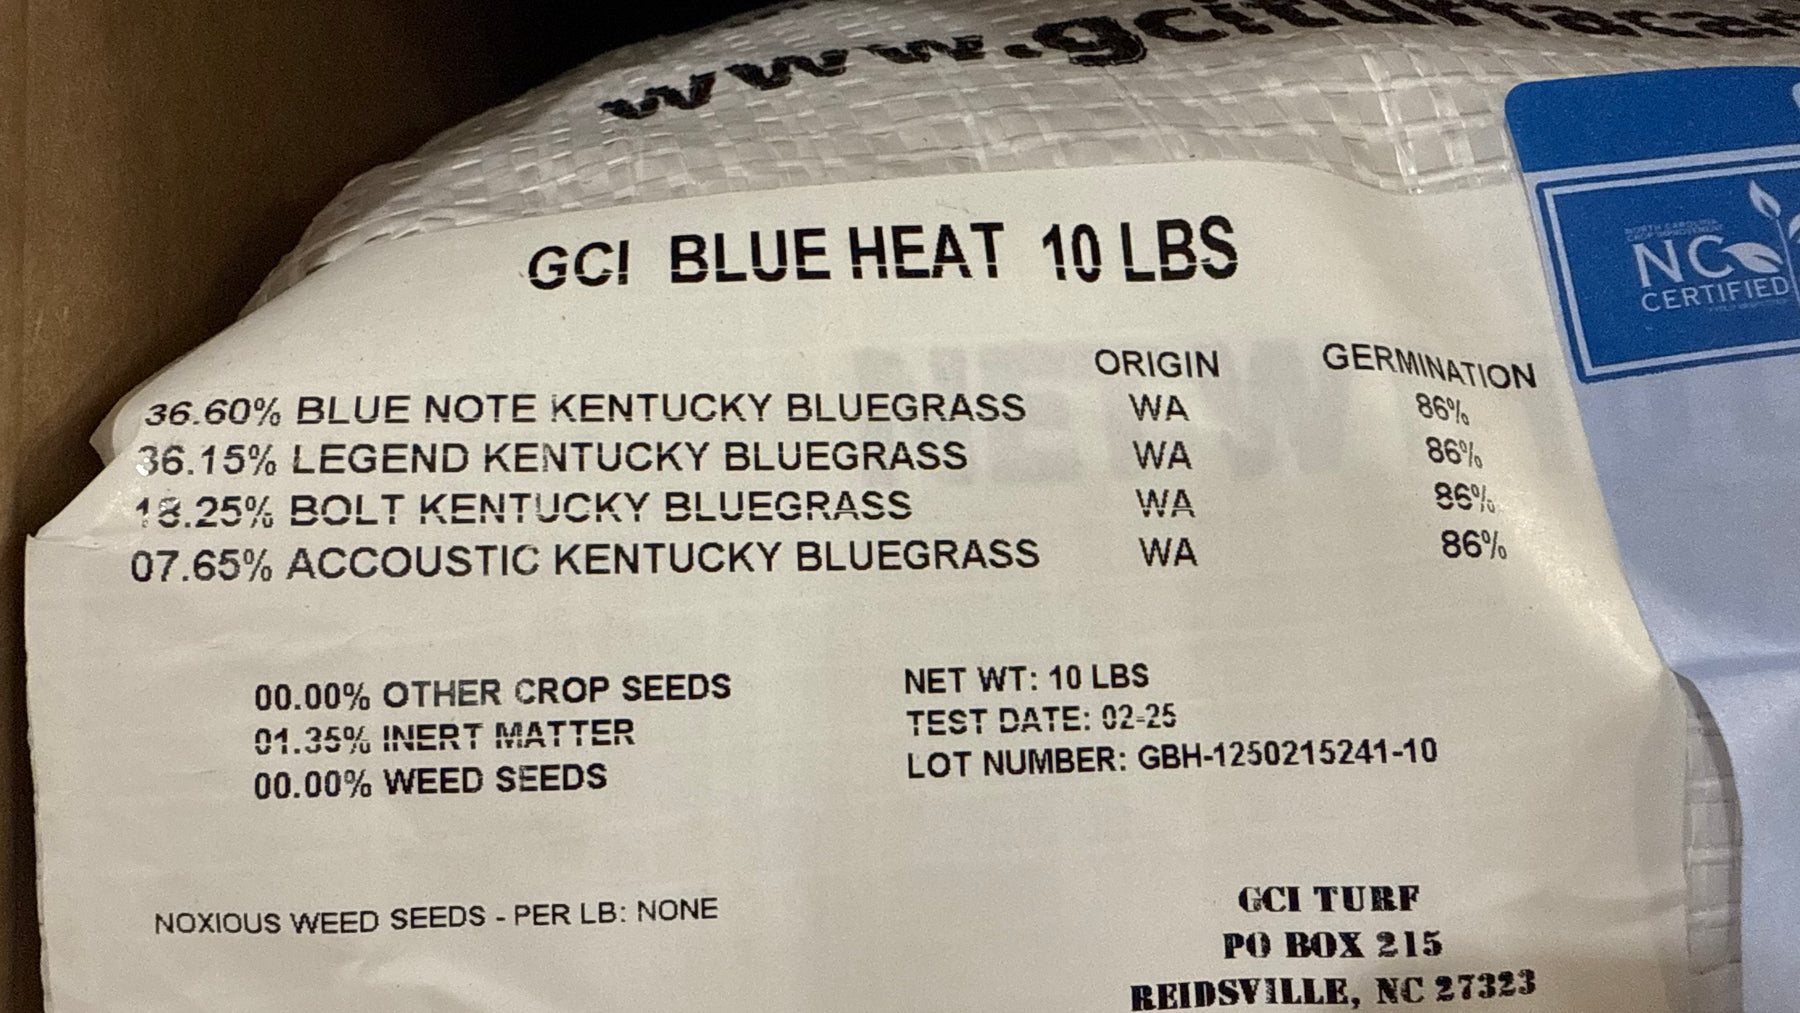 www.gciturfaca
GCI BLUE HEAT 10 LBS
NC
CERTIFIED
ORIGIN GERMINATION
36.60% BLUE NOTE KENTUCKY BLUEGRASS WA 86%
36.15% LEGEND KENTUCKY BLUEGRASS WA 86%
18.25% BOLT KENTUCKY BLUEGRASS WA 86%
07.65% ACCOUSTIC KENTUCKY BLUEGRASS WA 86%
00.00% OTHER CROP SEEDS
01.35% INERT MATTER
00.00% WEED SEEDS
NET WT: 10 LBS
TEST DATE: 02-25
LOT NUMBER: GBH-1250215241-10
NOXIOUS WEED SEEDS - PER LB: NONE
GCI TURF
PO BOX 215
REIDSVILLE, NC 27323